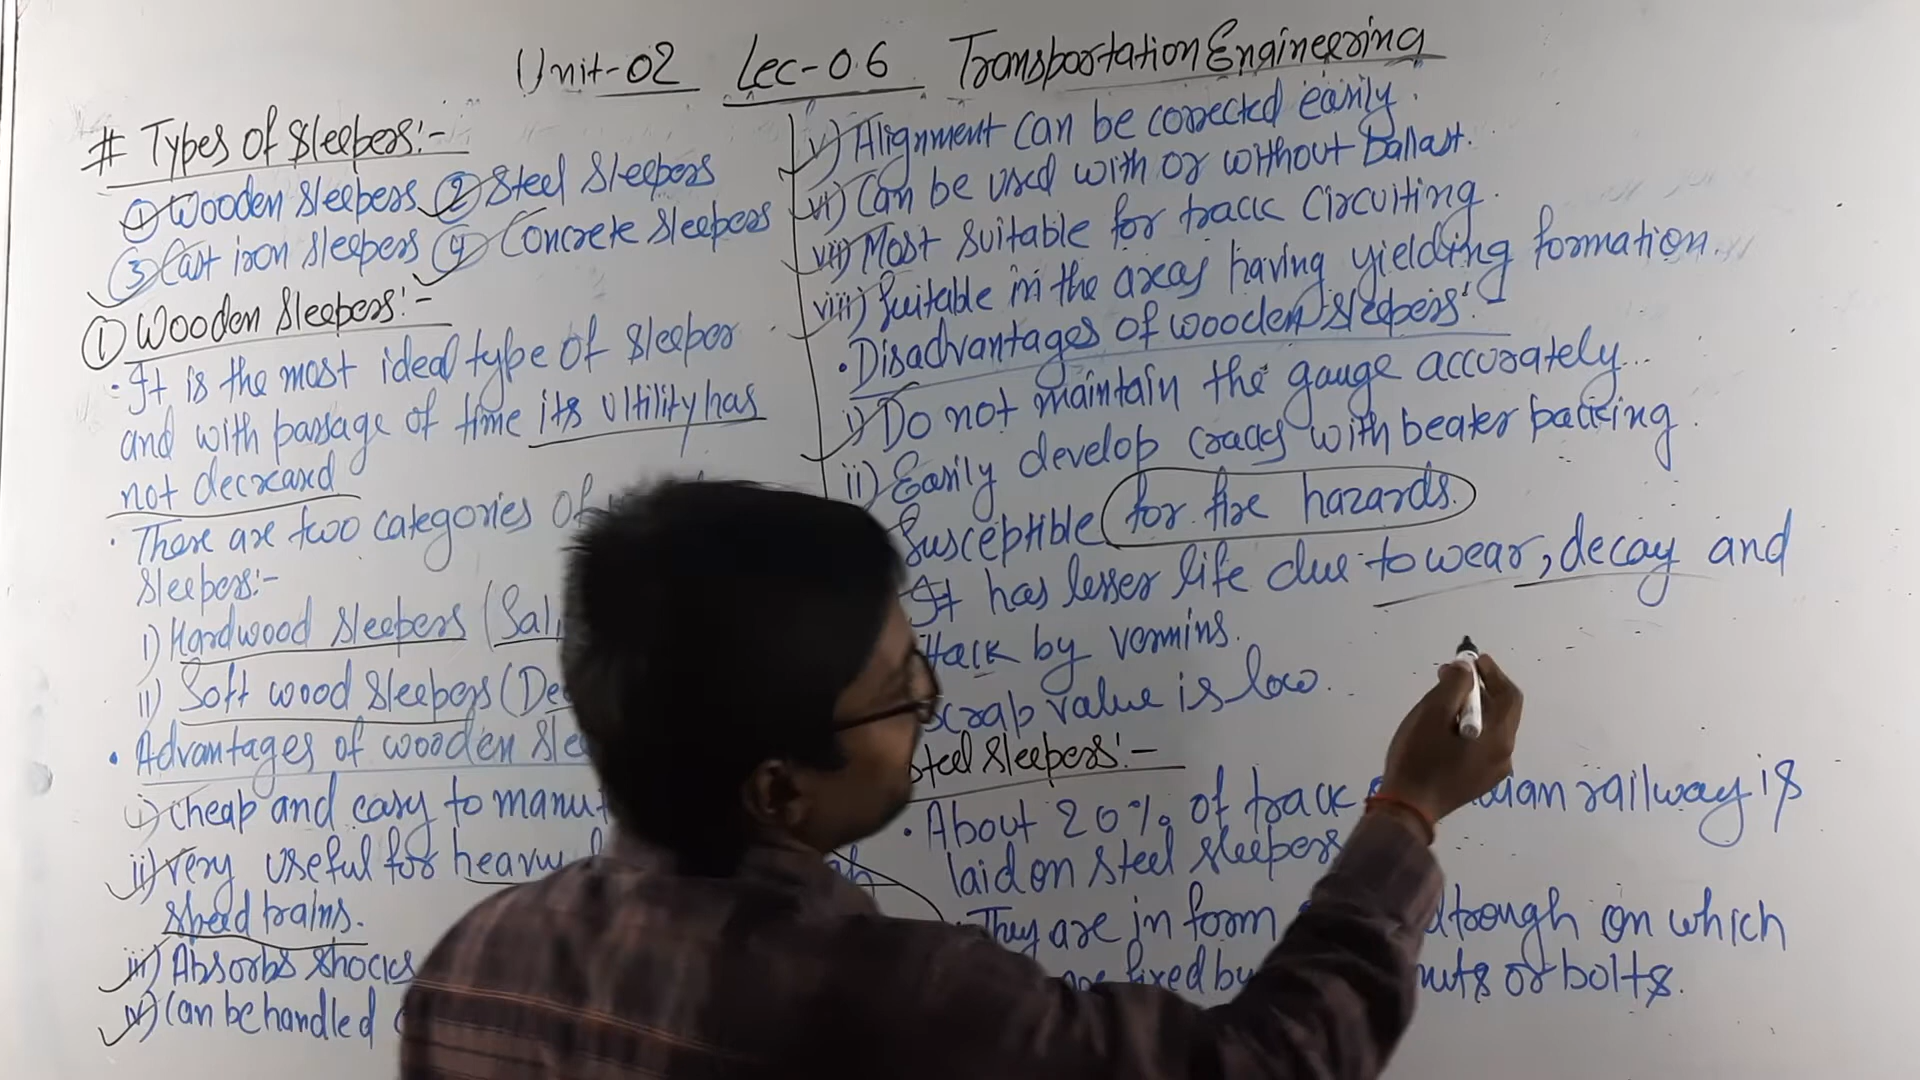 Unit-02 Lec-06 Transportation Engineering
# Types of Sleepers:-
① Wooden Sleepers ② Steel Sleepers
③ Cast iron Sleepers ④ Concrete Sleepers
① Wooden Sleepers:-
• It is the most ideal type of Sleeper
and with passage of time its Utility has
not decreased
• There are two categories of
Sleepers:-
i) Hardwood Sleepers (Sal,
ii) Soft wood Sleepers (De
• Advantages of wooden Slee
i) Cheap and easy to manuf
ii) Very useful for heavy
speed trains.
iii) Absorbs Shocks
iv) Can be handled
v) Alignment can be corrected easily.
vi) Can be used with or without Ballast.
vii) Most Suitable for track Circuiting.
viii) Suitable in the areas having yielding formation.
• Disadvantages of wooden Sleepers:-
i) Do not maintain the gauge accurately..
ii) Easily develop cracks with beater packing.
Susceptible for fire hazards.
It has lesser life due to wear, decay and
ttack by vermins.
Scrap value is low.
Steel Sleepers:-
• About 20% of track dian railway is
laid on steel sleepers
• They are in form trough on which
fixed by nuts or bolts.